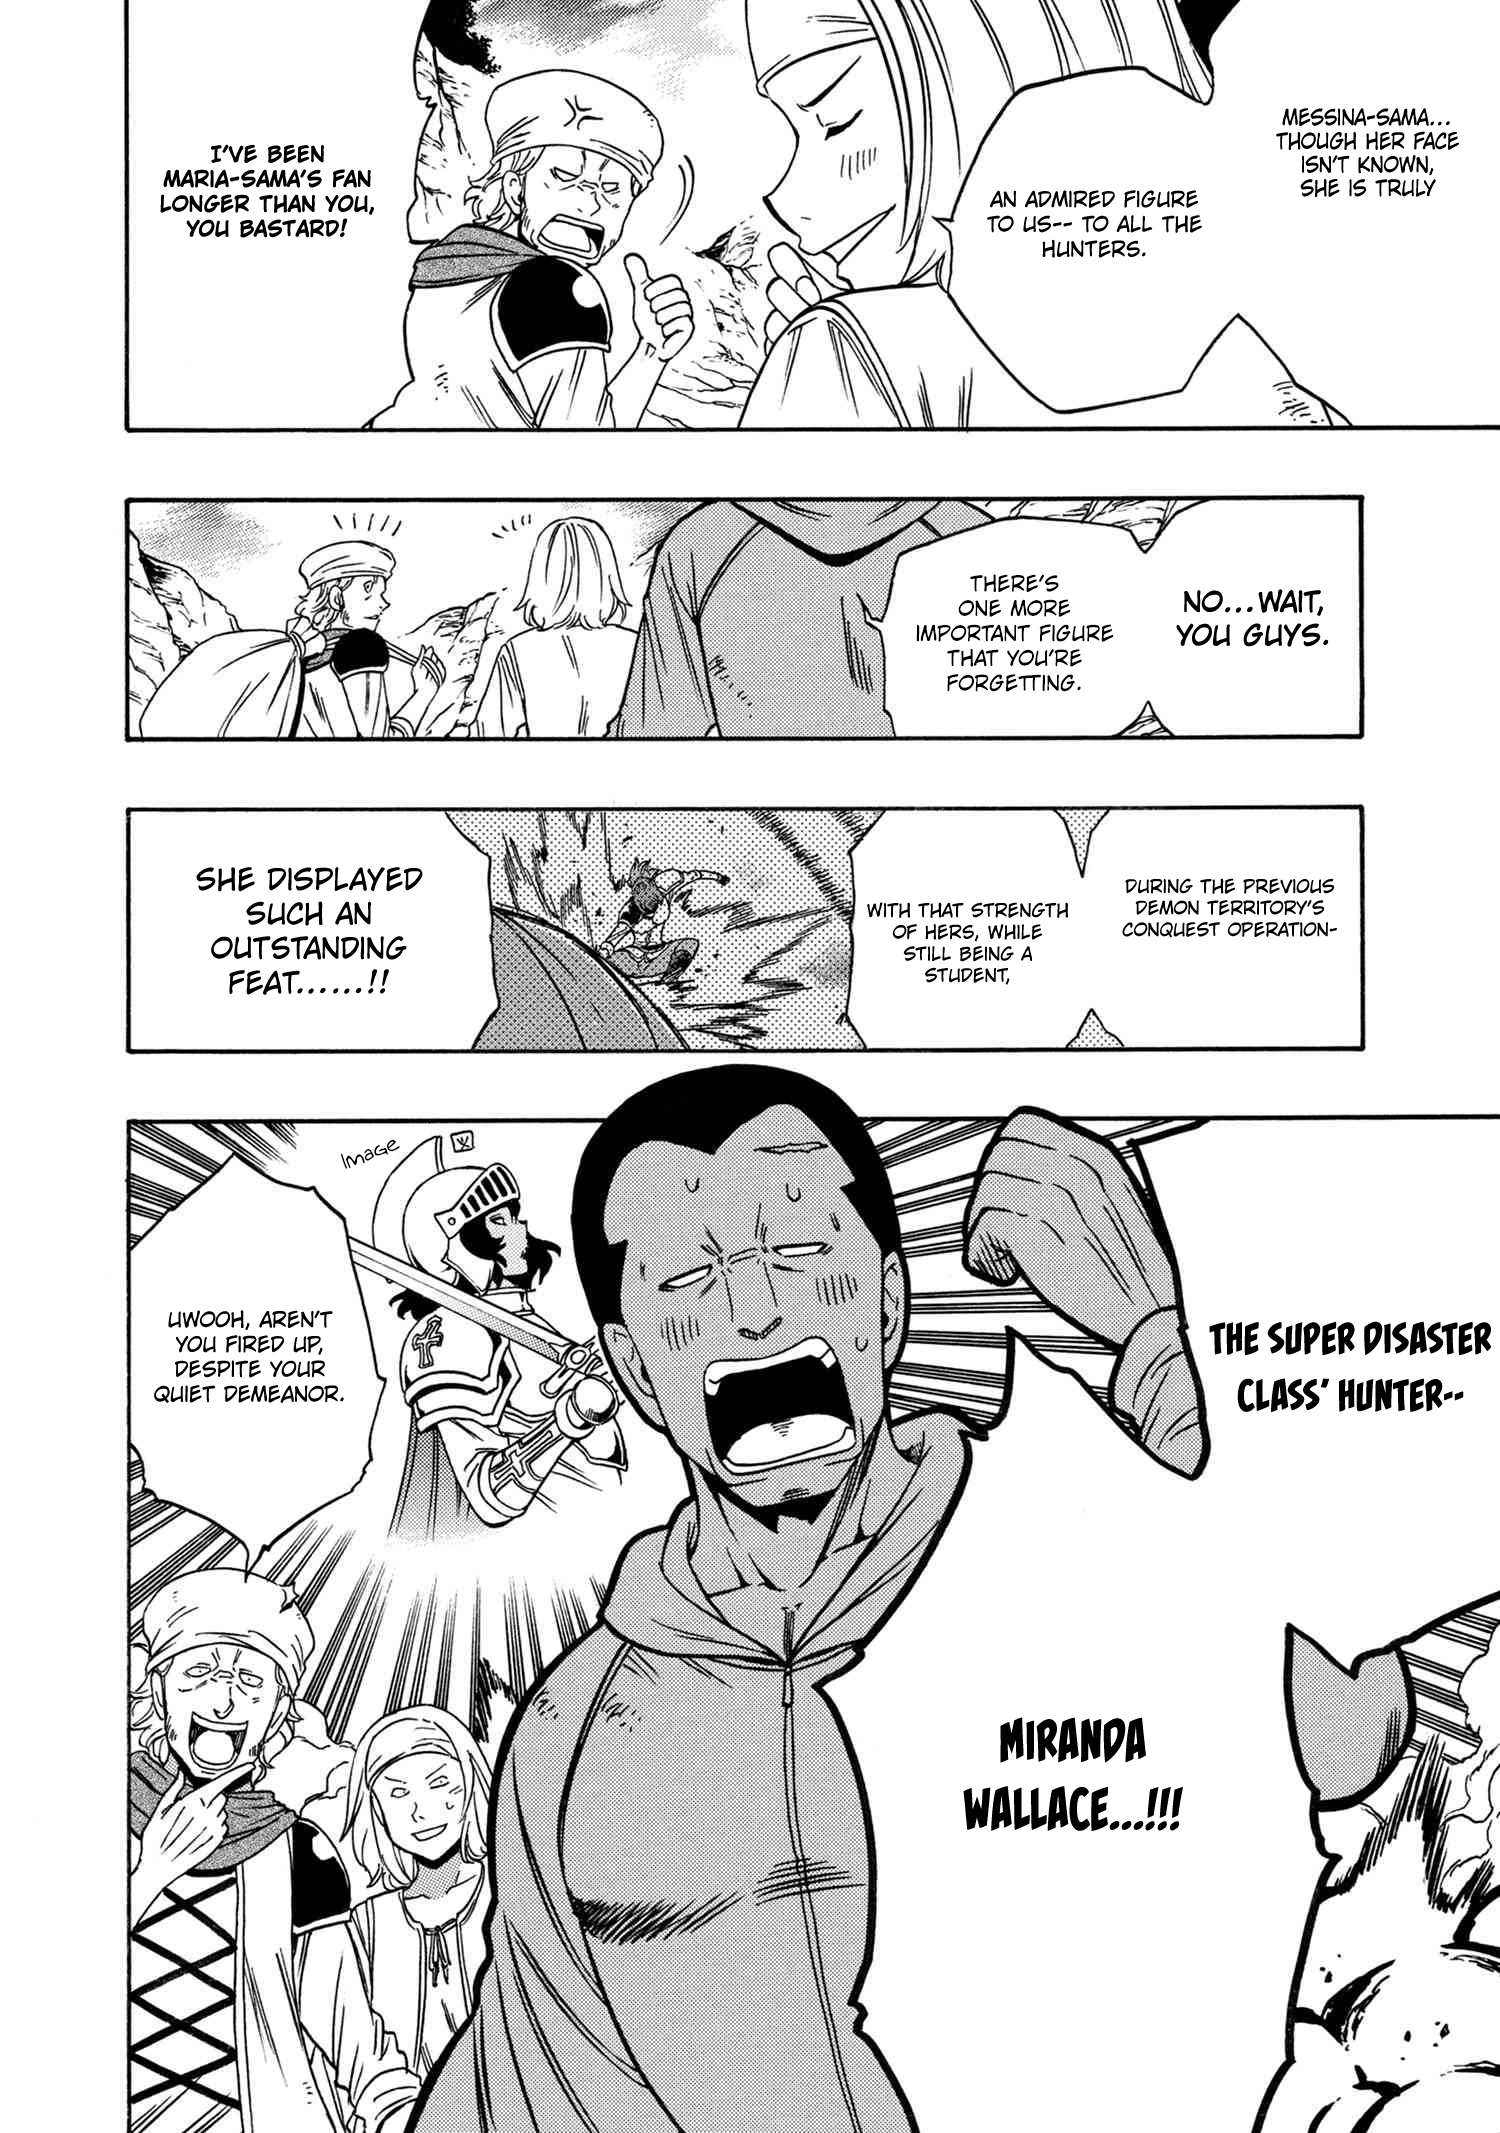 MESSINA-SAMA...
THOUGH HER FACE
ISN'T KNOWN,
SHE IS TRULY
AN ADMIRED FIGURE
TO US-- TO ALL THE
HUNTERS.
I'VE BEEN
MARIA-SAMA'S FAN
LONGER THAN YOU,
YOU BASTARD!
NO...WAIT,
YOU GUYS.
THERE'S
ONE MORE
IMPORTANT FIGURE
THAT YOU'RE
FORGETTING.
DURING THE PREVIOUS
DEMON TERRITORY'S
CONQUEST OPERATION-
WITH THAT STRENGTH
OF HERS, WHILE
STILL BEING A
STUDENT,
SHE DISPLAYED
SUCH AN
OUTSTANDING
FEAT......!!
THE SUPER DISASTER
CLASS' HUNTER--
MIRANDA
WALLACE...!!!
Image
UWOOH, AREN'T
YOU FIRED UP,
DESPITE YOUR
QUIET DEMEANOR.